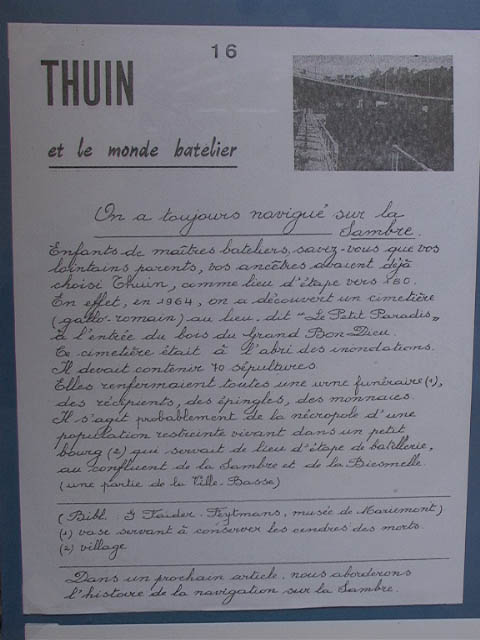 16
THUIN
et le monde batelier
On a toujours navigué sur la
Sambre.
Enfants de maîtres bateliers, savez-vous que vos
lointains parents, vos ancêtres avaient déjà
choisi Thuin, comme lieu d'étape vers 150.
En effet, en 1964, on a découvert un cimetière
(gallo-romain) au lieu. dit "Le Petit Paradis"
à l'entrée du bois du Grand Bon-Dieu.
Ce cimetière était à l'abri des inondations.
Il devait contenir 70 sépultures
Elles renfermaient toutes une urne funéraire (1),
des récipients, des épingles, des monnaies.
Il s'agit probablement de la nécropole d'une
population restreinte vivant dans un petit
bourg (2) qui servait de lieu d'étape de batellerie,
au confluent de la Sambre et de la Biesmelle.
(une partie de la Ville-Basse)
(Bibl. G Faider-Feytmans, musée de Mariemont)
(1) vase servant à conserver les cendres des morts.
(2) village
Dans un prochain article. nous aborderons
l'histoire de la navigation sur la Sambre.